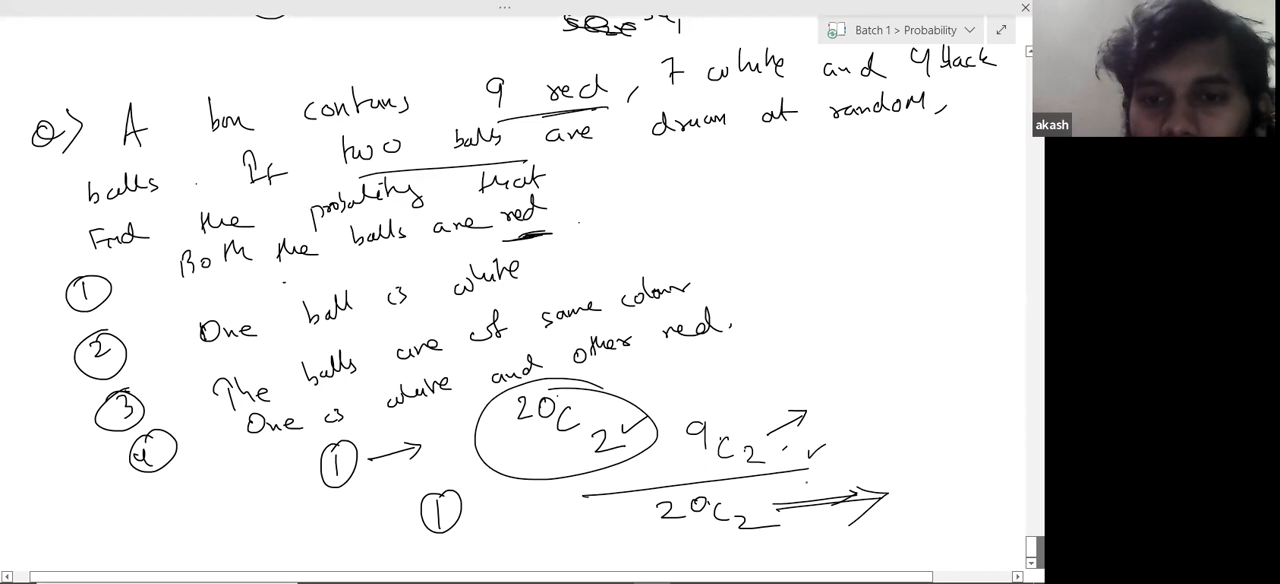 Batch 1 > Probability
akash
Q> A box contains 9 red, 7 white and 4 black
balls. If two balls are drawn at random,
Find the probality that
① Both the balls are red
② One ball is white
③ The balls are of same colour
④ One is white and other red.
① → 20C2 9C2
① 20C2